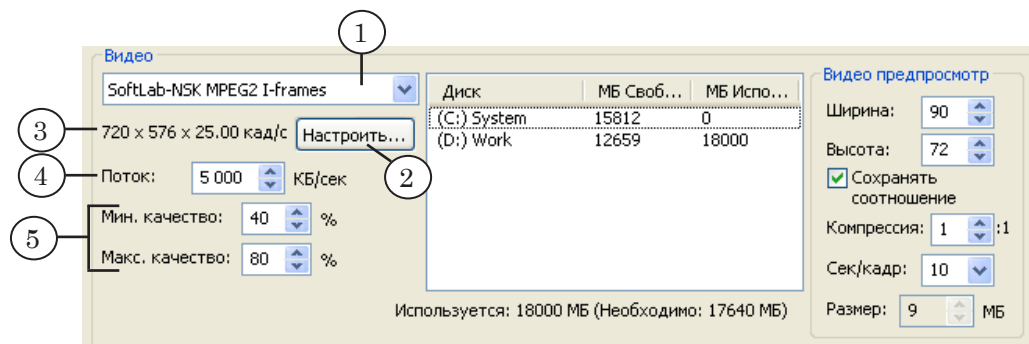 1
Видео
SoftLab-NSK MPEG2 I-frames
3
720 x 576 x 25.00 кад/с
Настроить...
2
4
Поток: 5 000 КБ/сек
5
Мин. качество: 40 %
Макс. качество: 80 %
Диск МБ Своб... МБ Испо...
(C:) System 15812 0
(D:) Work 12659 18000
Используется: 18000 МБ (Необходимо: 17640 МБ)
Видео предпросмотр
Ширина: 90
Высота: 72
Сохранять
соотношение
Компрессия: 1 :1
Сек/кадр: 10
Размер: 9 МБ